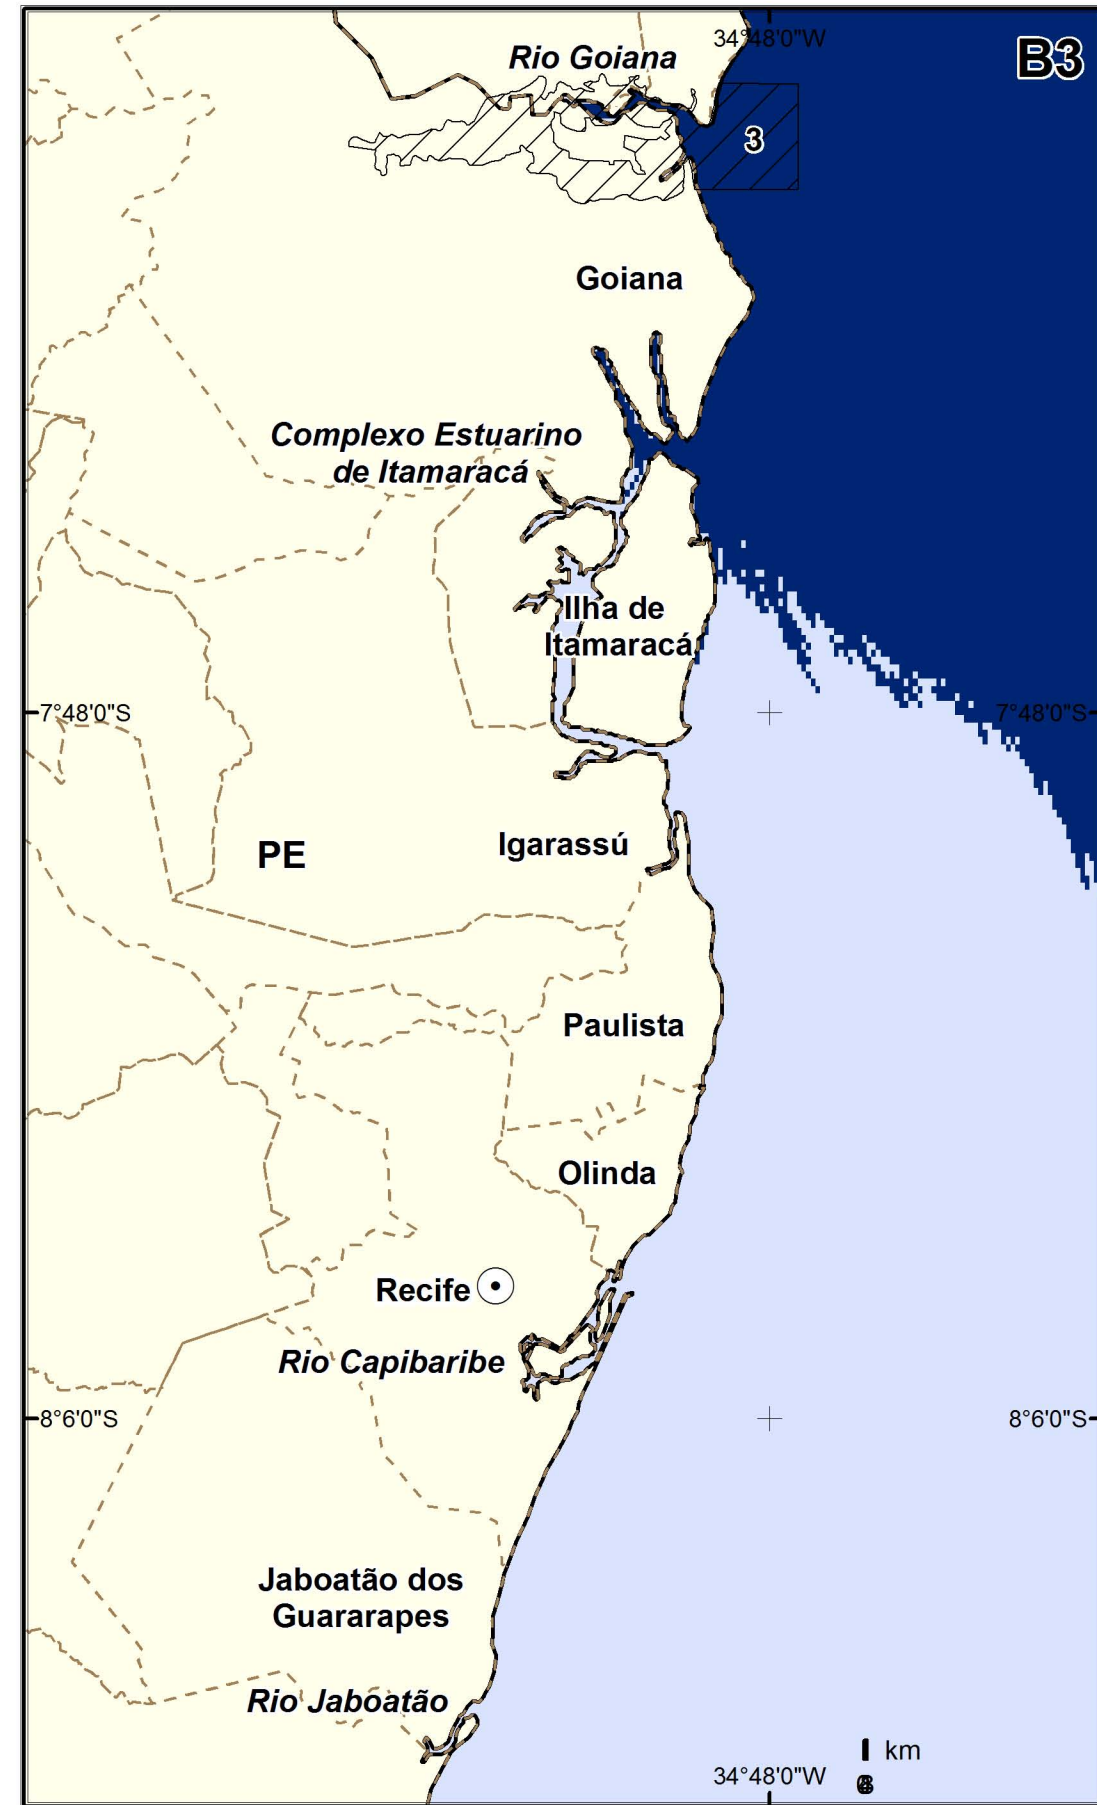 34°48'0"W
B3
Rio Goiana
3
Goiana
Complexo Estuarino
de Itamaracá
Ilha de
Itamaracá
7°48'0"S
7°48'0"S
Igarassú
PE
Paulista
Olinda
Recife
Rio Capibaribe
8°6'0"S
8°6'0"S
Jaboatão dos
Guararapes
Rio Jaboatão
km
34°48'0"W